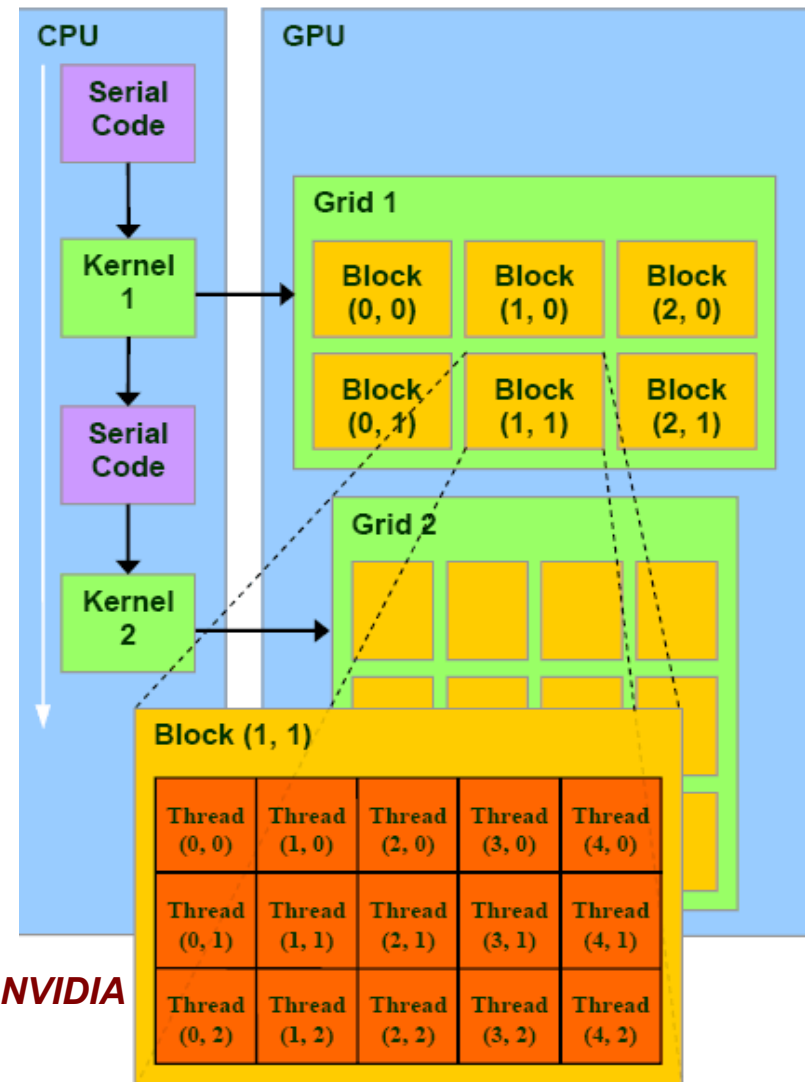 CPU
Serial
Code
Kernel
1
Serial
Code
Kernel
2
GPU
Grid 1
Block
(0, 0)
Block
(1, 0)
Block
(2, 0)
Block
(0, 1)
Block
(1, 1)
Block
(2, 1)
Grid 2
Block (1, 1)
Thread
(0, 0)
Thread
(1, 0)
Thread
(2, 0)
Thread
(3, 0)
Thread
(4, 0)
Thread
(0, 1)
Thread
(1, 1)
Thread
(2, 1)
Thread
(3, 1)
Thread
(4, 1)
Thread
(0, 2)
Thread
(1, 2)
Thread
(2, 2)
Thread
(3, 2)
Thread
(4, 2)
NVIDIA